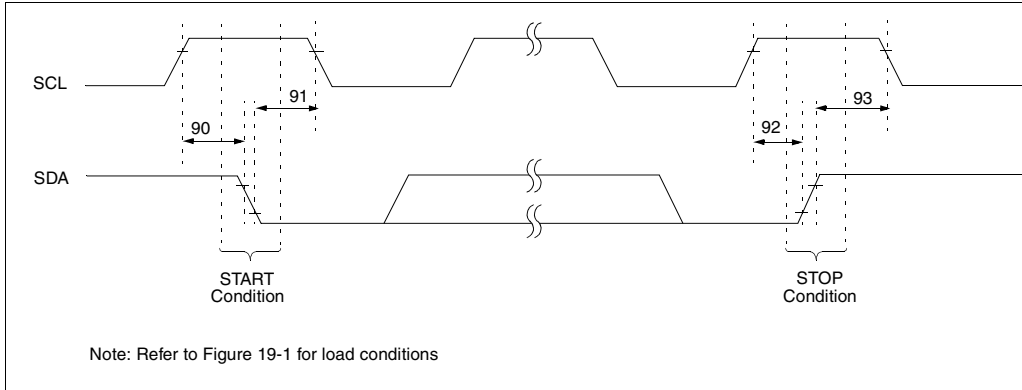 SCL
91
93
90
92
SDA
START
Condition
STOP
Condition
Note: Refer to Figure 19-1 for load conditions